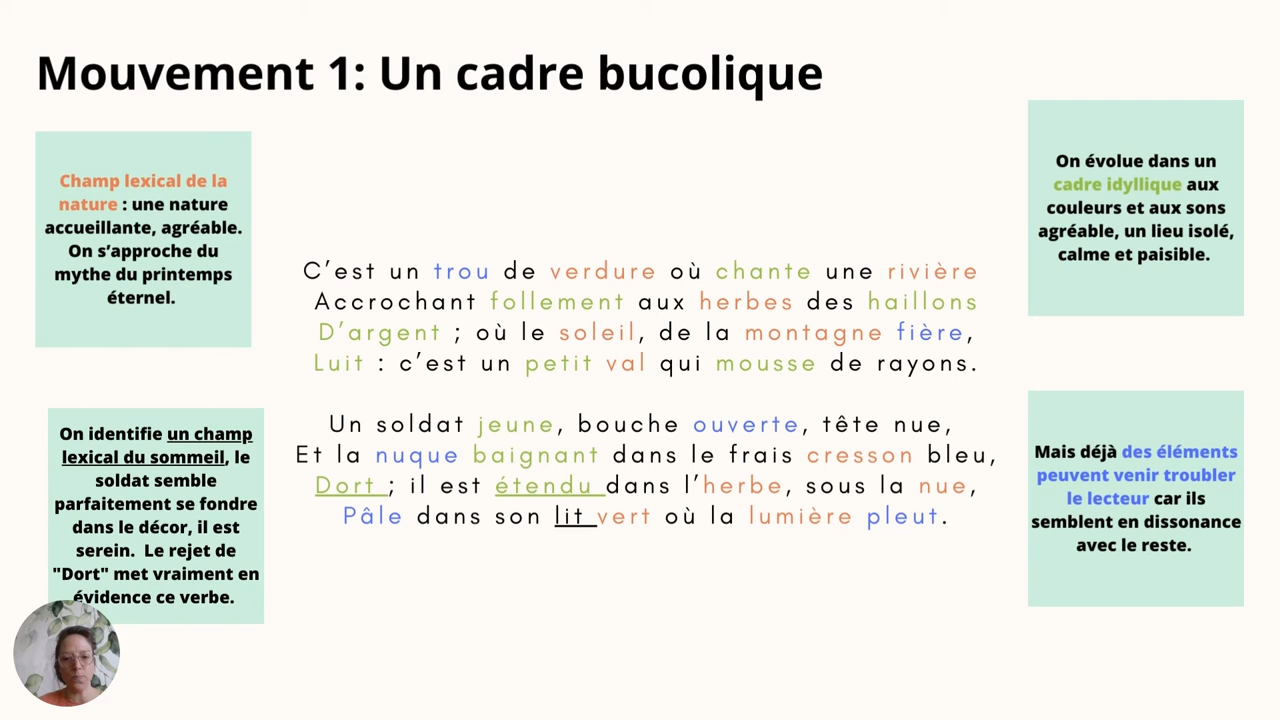 Mouvement 1: Un cadre bucolique
Champ lexical de la
nature : une nature
accueillante, agréable.
On s’approche du
mythe du printemps
éternel.
On identifie un champ
lexical du sommeil, le
soldat semble
parfaitement se fondre
dans le décor, il est
serein. Le rejet de
"Dort" met vraiment en
évidence ce verbe.
C’est un trou de verdure où chante une rivière
Accrochant follement aux herbes des haillons
D’argent ; où le soleil, de la montagne fière,
Luit : c’est un petit val qui mousse de rayons.
Un soldat jeune, bouche ouverte, tête nue,
Et la nuque baignant dans le frais cresson bleu,
Dort ; il est étendu dans l’herbe, sous la nue,
Pâle dans son lit vert où la lumière pleut.
On évolue dans un
cadre idyllique aux
couleurs et aux sons
agréable, un lieu isolé,
calme et paisible.
Mais déjà des éléments
peuvent venir troubler
le lecteur car ils
semblent en dissonance
avec le reste.